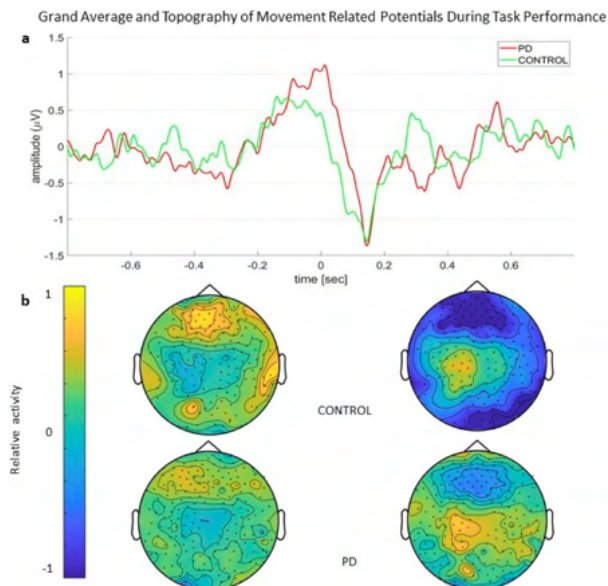 Grand Average and Topography of Movement Related Potentials During Task Performance
a
PD
CONTROL
1.5
1
0.5
0
-0.5
-1
-1.5
amplitude (μV)
-0.6
-0.4
-0.2
0
0.2
0.4
0.6
time [sec]
b
1
0
-1
Relative activity
CONTROL
PD